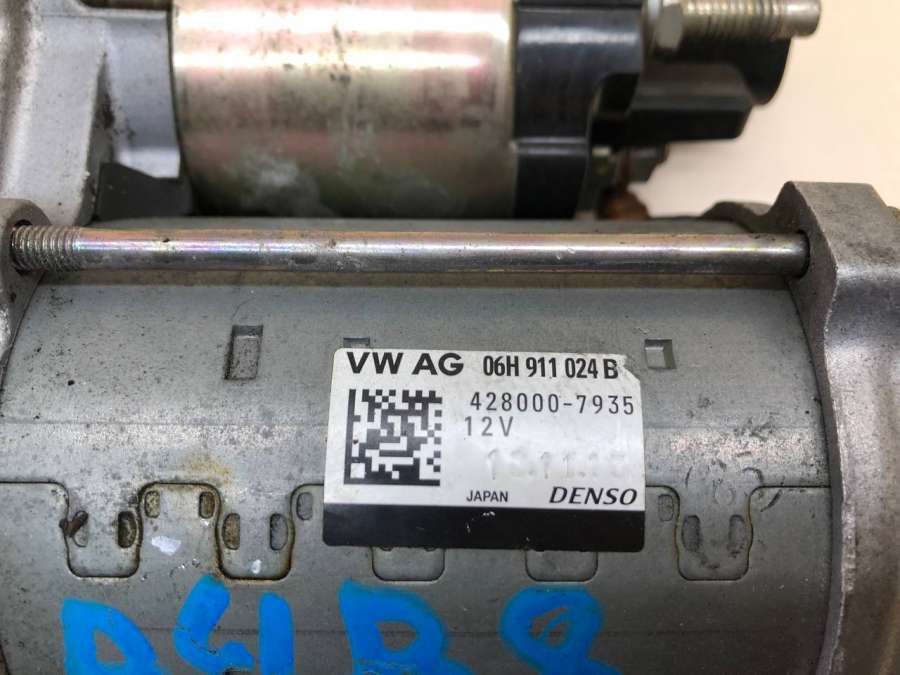 VW AG 06H 911 024 B
428000-7935
12V
JAPAN DENSO